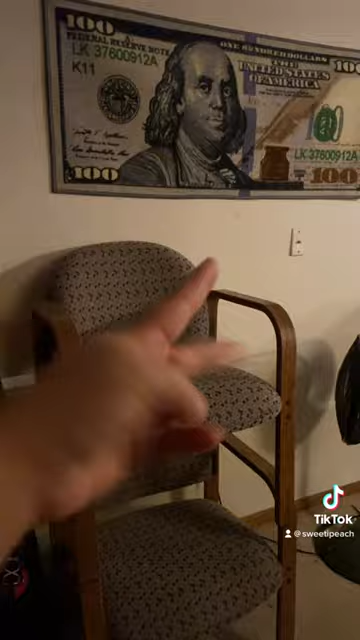 100
FEDERAL RESERVE NOTE
ONE HUNDRED DOLLARS
LK 37600912A
K11
THE
UNITED STATES
OF AMERICA
LK 37600912A
100
100
TikTok
@sweetipeach